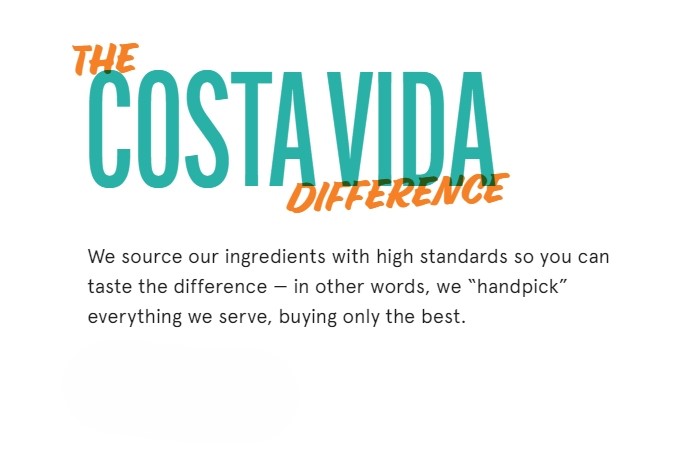 THE
COSTA VIDA
DIFFERENCE
We source our ingredients with high standards so you can
taste the difference — in other words, we “handpick”
everything we serve, buying only the best.